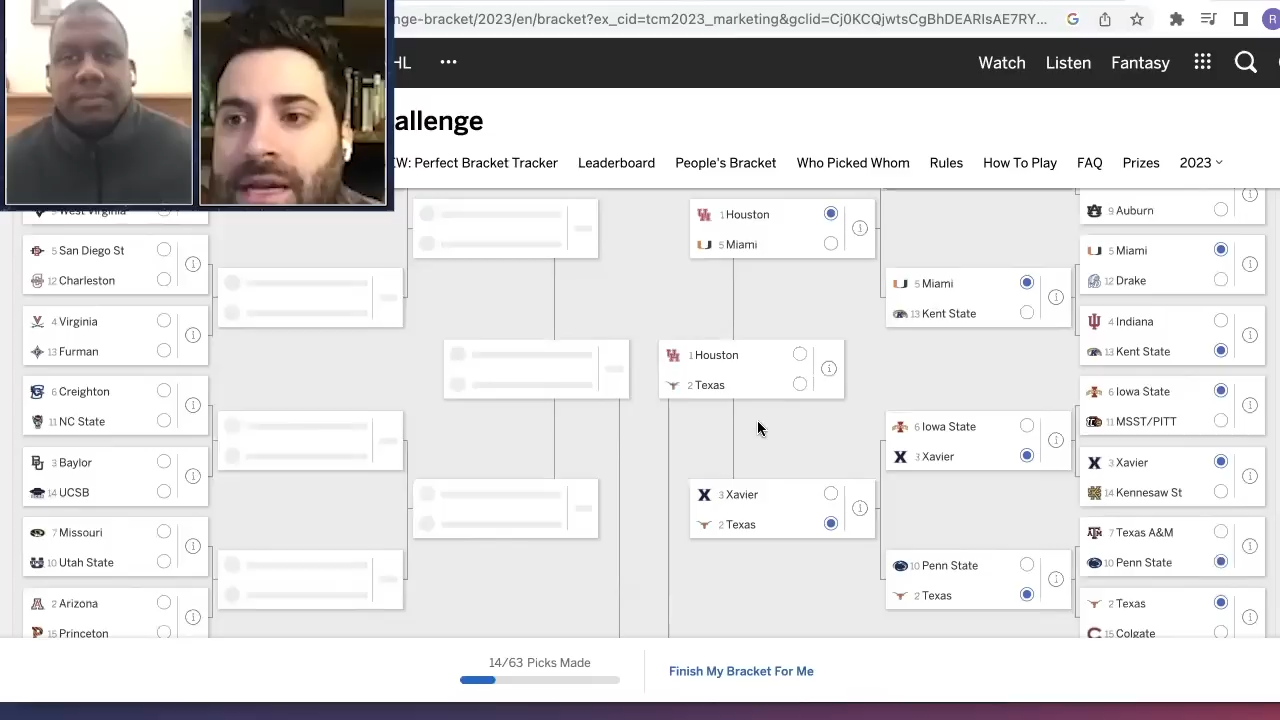 nge-bracket/2023/en/bracket?ex_cid=tcm2023_marketing&gclid=Cj0KCQjwtsCgBhDEARIsAE7RY...
R
HL ••• Watch Listen Fantasy
allenge
EW: Perfect Bracket Tracker Leaderboard People's Bracket Who Picked Whom Rules How To Play FAQ Prizes 2023
West Virginia
5 San Diego St
12 Charleston
4 Virginia
13 Furman
6 Creighton
11 NC State
3 Baylor
14 UCSB
7 Missouri
10 Utah State
2 Arizona
15 Princeton
1 Houston
5 Miami
1 Houston
2 Texas
3 Xavier
2 Texas
5 Miami
13 Kent State
6 Iowa State
3 Xavier
10 Penn State
2 Texas
9 Auburn
5 Miami
12 Drake
4 Indiana
13 Kent State
6 Iowa State
11 MSST/PITT
3 Xavier
14 Kennesaw St
7 Texas A&M
10 Penn State
2 Texas
15 Colgate
14/63 Picks Made
Finish My Bracket For Me